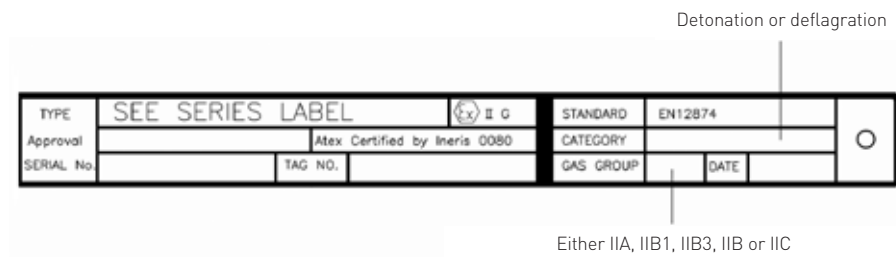 Detonation or deflagration
TYPE SEE SERIES LABEL Ex II G STANDARD EN12874
Approval Atex Certified by Ineris 0080 CATEGORY
SERIAL No. TAG NO. GAS GROUP DATE
Either IIA, IIB1, IIB3, IIB or IIC